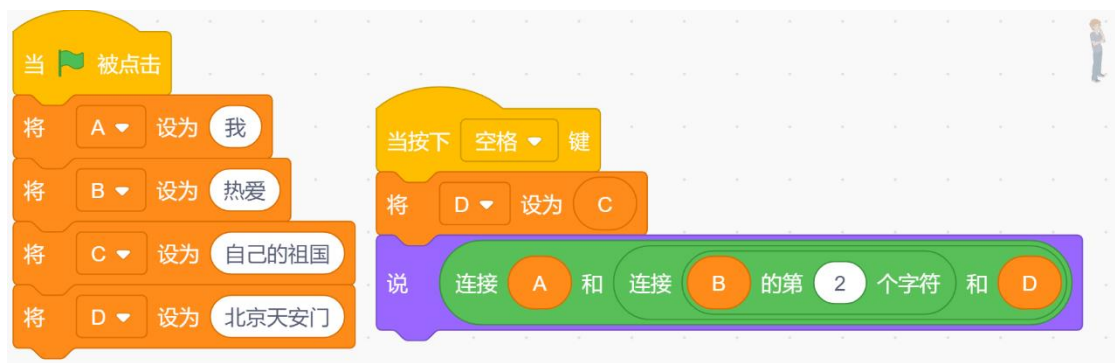 当 被点击
将 A 设为 我
将 B 设为 热爱
将 C 设为 自己的祖国
将 D 设为 北京天安门
当按下 空格 键
将 D 设为 C
说 连接 A 和 连接 B 的第 2 个字符 和 D